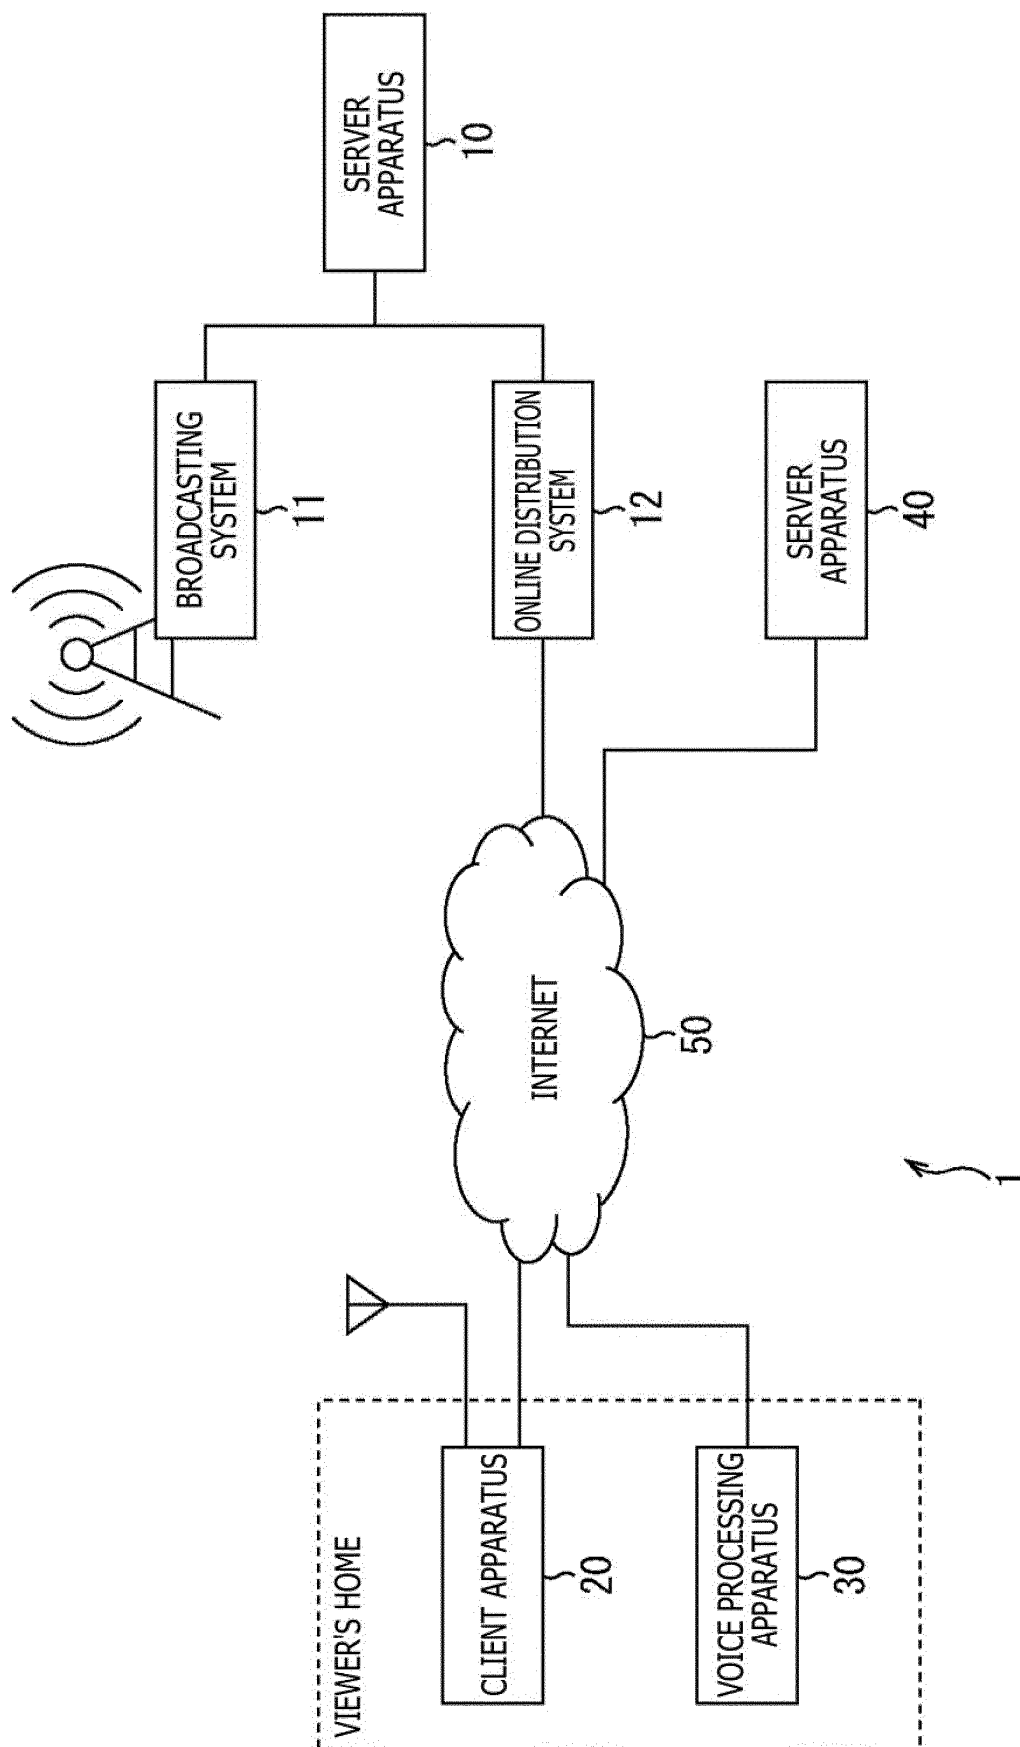 VIEWER'S HOME
CLIENT APPARATUS
20
VOICE PROCESSING
APPARATUS
30
INTERNET
50
1
BROADCASTING
SYSTEM
11
ONLINE DISTRIBUTION
SYSTEM
12
SERVER
APPARATUS
40
SERVER
APPARATUS
10